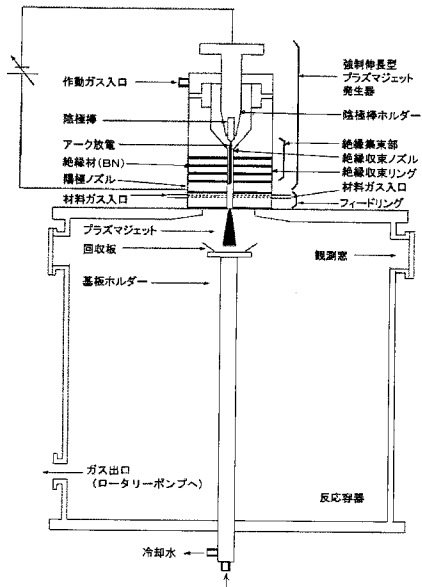 強制伸長型
プラズマジェット
発生器
作動ガス入口
陰極棒
陰極棒ホルダー
アーク放電
絶縁集束部
絶縁収束ノズル
絶縁材(BN)
絶縁収束リング
陽極ノズル
材料ガス入口
材料ガス入口
フィードリング
プラズマジェット
回収板
観測窓
基板ホルダー
ガス出口
(ロータリーポンプへ)
反応容器
冷却水